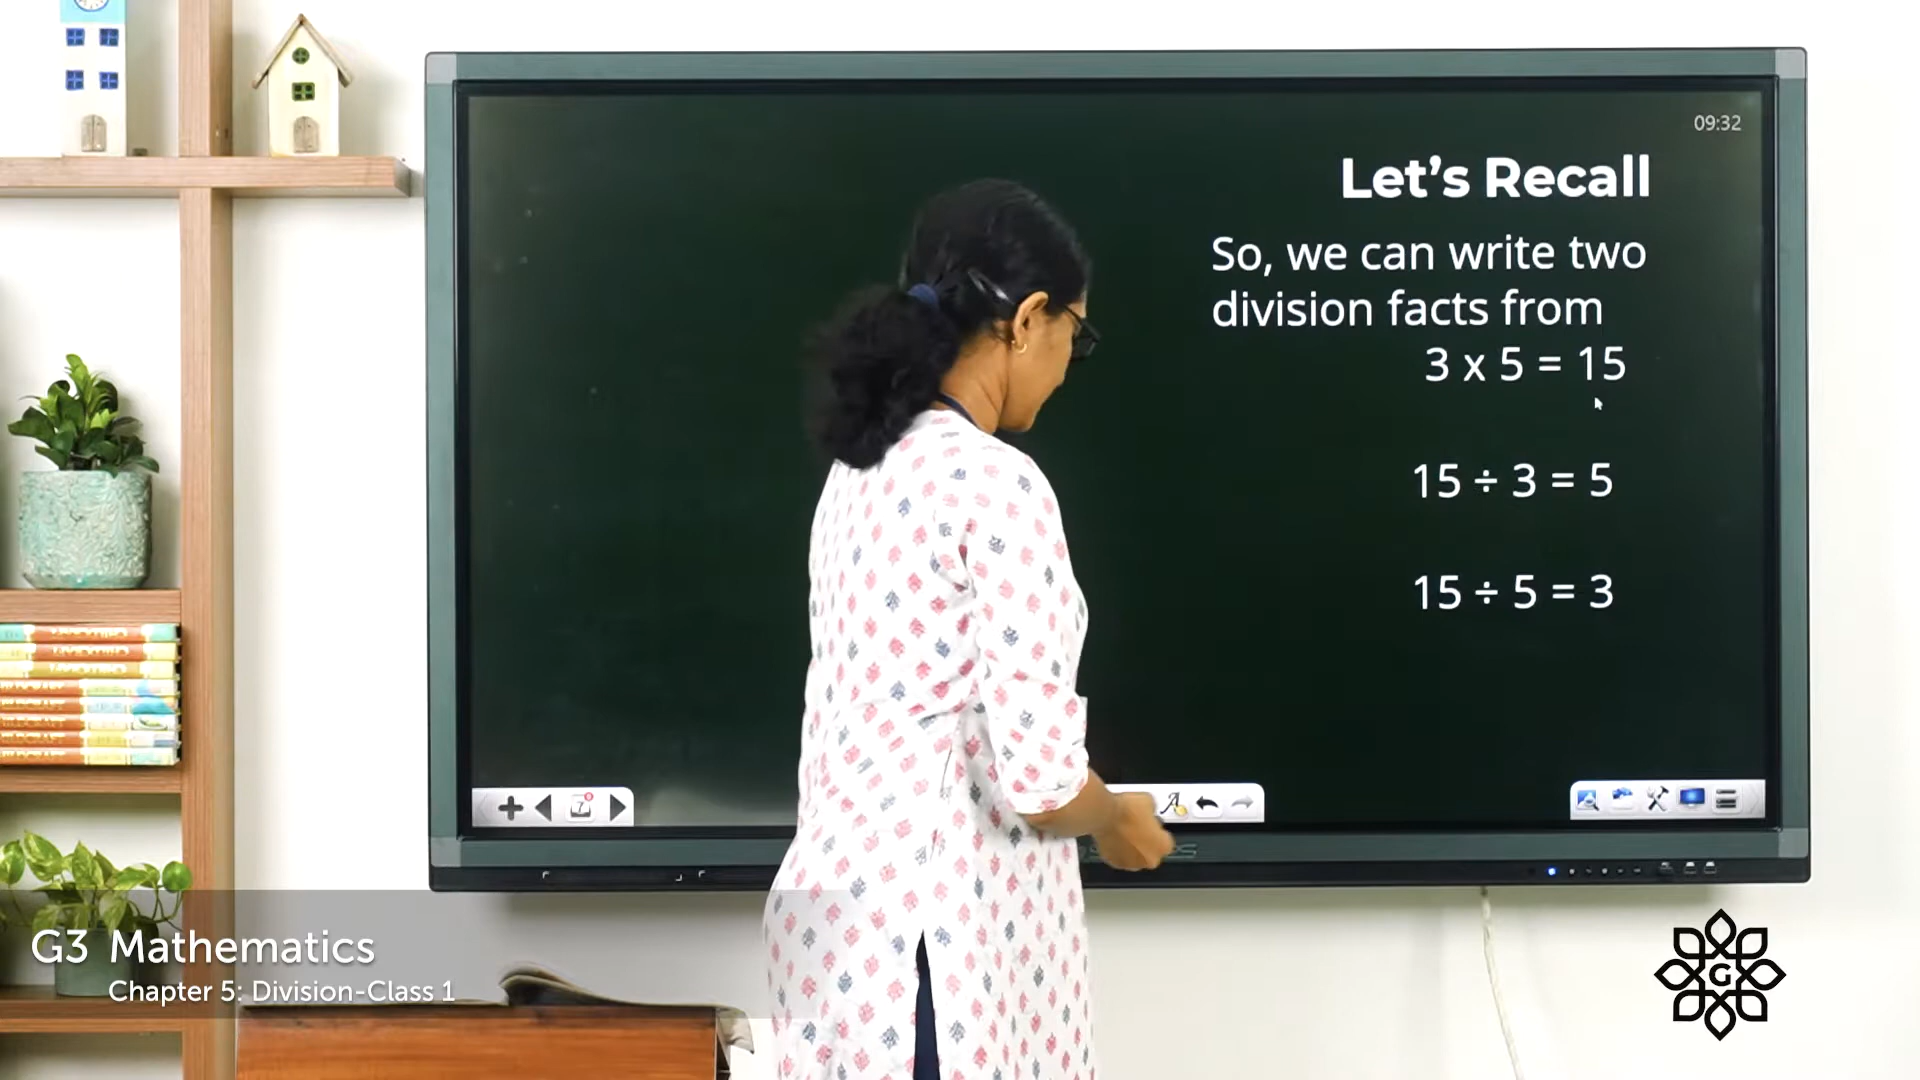 09:32
Let's Recall
So, we can write two
division facts from
3 x 5 = 15
15 ÷ 3 = 5
15 ÷ 5 = 3
7
G3 Mathematics
Chapter 5: Division-Class 1
G